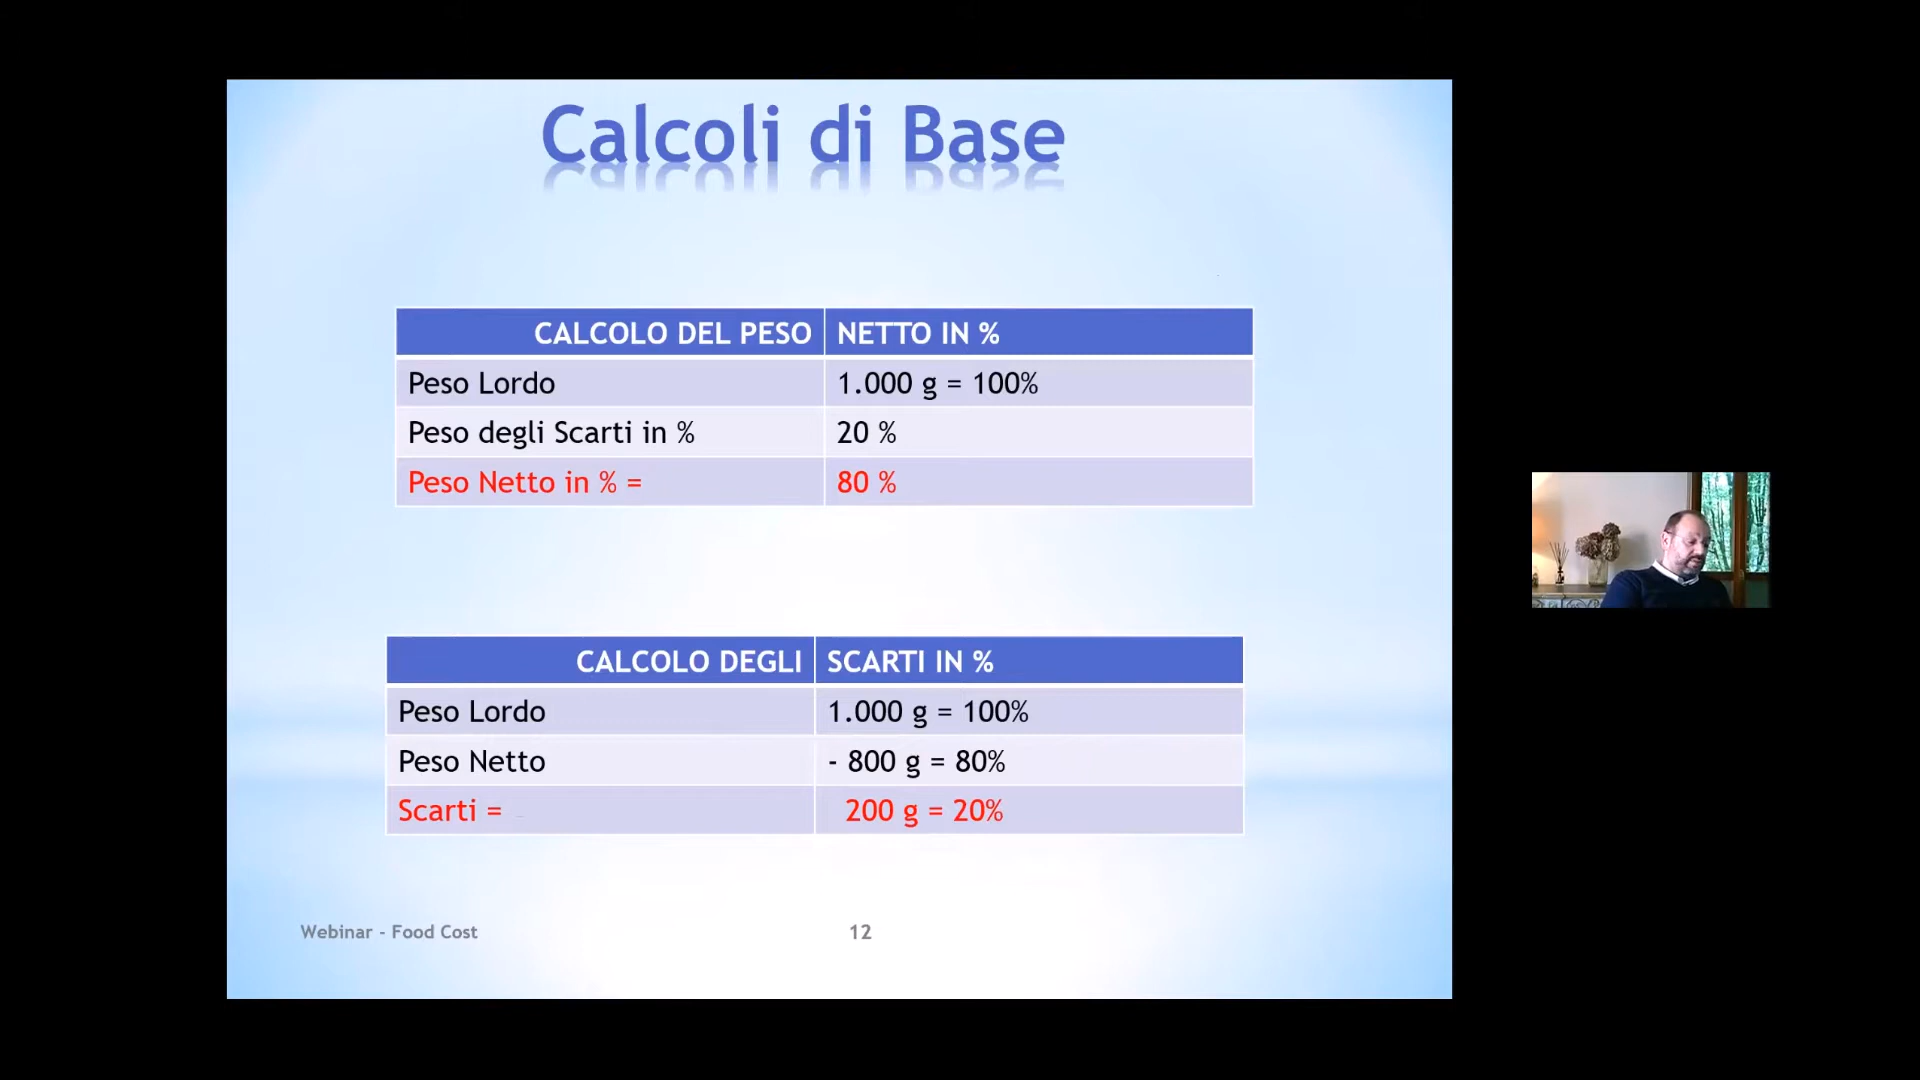 Calcoli di Base
CALCOLO DEL PESO NETTO IN %
Peso Lordo 1.000 g = 100%
Peso degli Scarti in % 20 %
Peso Netto in % = 80 %
CALCOLO DEGLI SCARTI IN %
Peso Lordo 1.000 g = 100%
Peso Netto - 800 g = 80%
Scarti = 200 g = 20%
Webinar - Food Cost 12